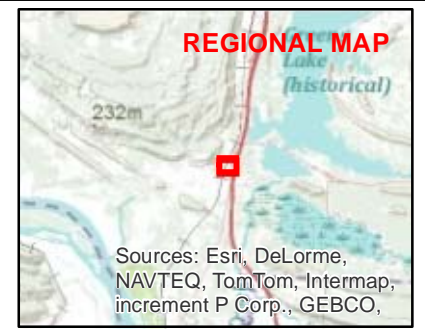 REGIONAL MAP
Lake
(historical)
232m
Sources: Esri, DeLorme,
NAVTEQ, TomTom, Intermap,
increment P Corp., GEBCO,